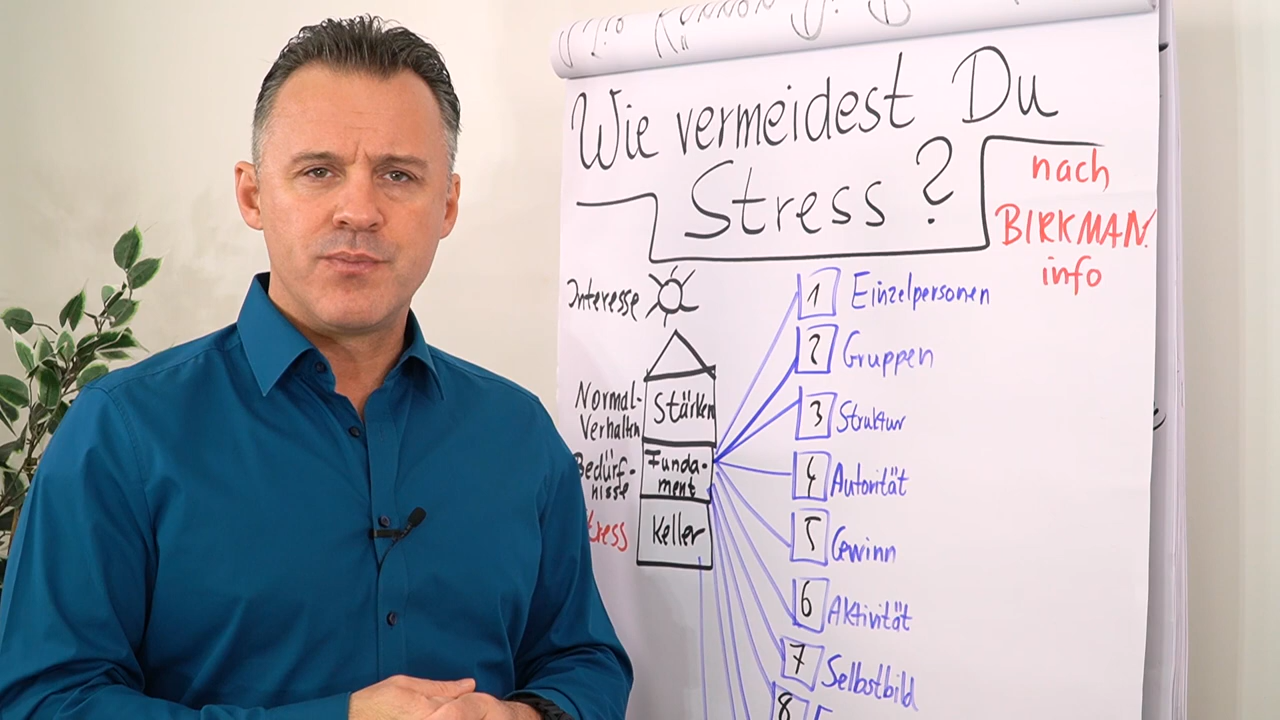 Wie vermeidest Du
Stress?
nach
BIRKMAN.
info
Interesse
Normal-
Verhalten
Bedürf-
nisse
Stress
Stärken
Funda-
ment
Keller
1 Einzelpersonen
2 Gruppen
3 Struktur
4 Autorität
5 Gewinn
6 Aktivität
7 Selbstbild
8